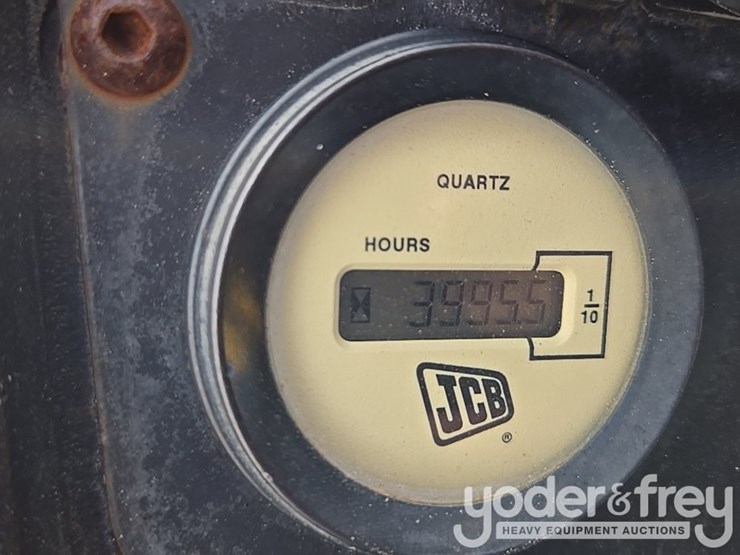 QUARTZ
HOURS
39955
1
10
JCB
®
yoder&frey
HEAVY EQUIPMENT AUCTIONS